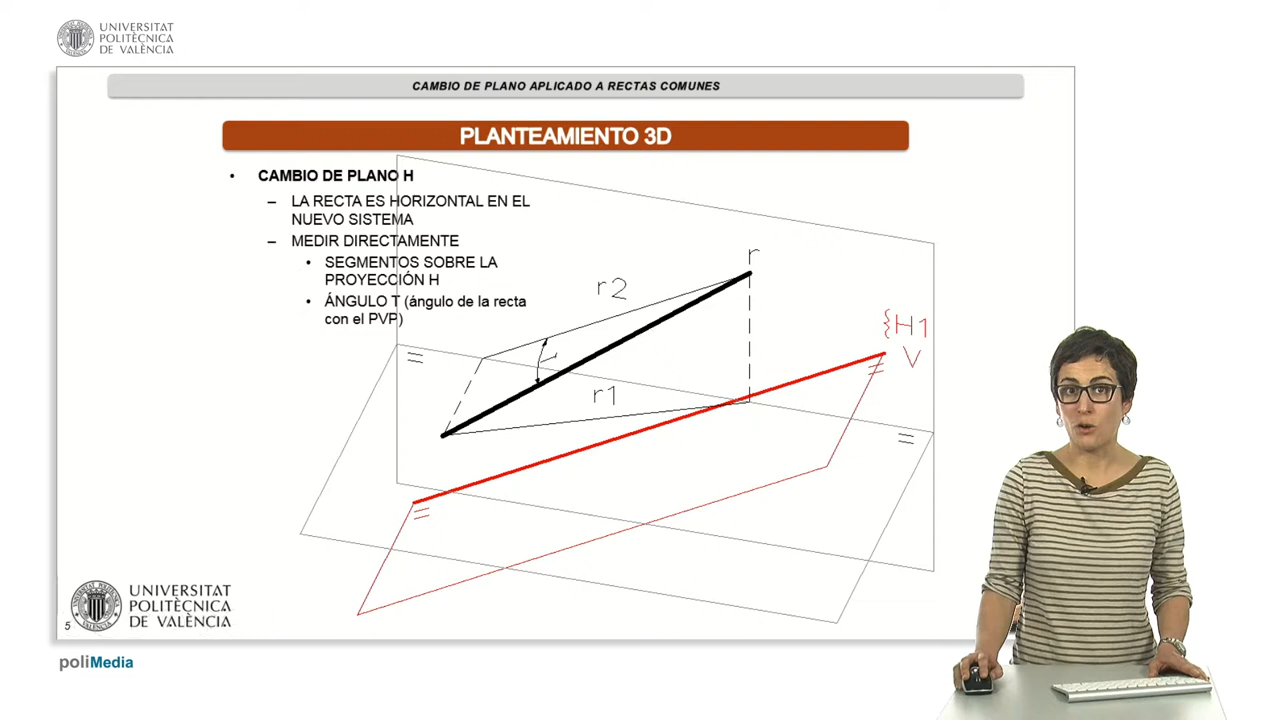 UNIVERSITAT
POLITÈCNICA
DE VALÈNCIA
CAMBIO DE PLANO APLICADO A RECTAS COMUNES
PLANTEAMIENTO 3D
• CAMBIO DE PLANO H
– LA RECTA ES HORIZONTAL EN EL
NUEVO SISTEMA
– MEDIR DIRECTAMENTE
• SEGMENTOS SOBRE LA
PROYECCIÓN H
• ÁNGULO T (ángulo de la recta
con el PVP)
r
r2
{H1
V
T
r1
UNIVERSITAT
POLITÈCNICA
DE VALÈNCIA
5
poliMedia